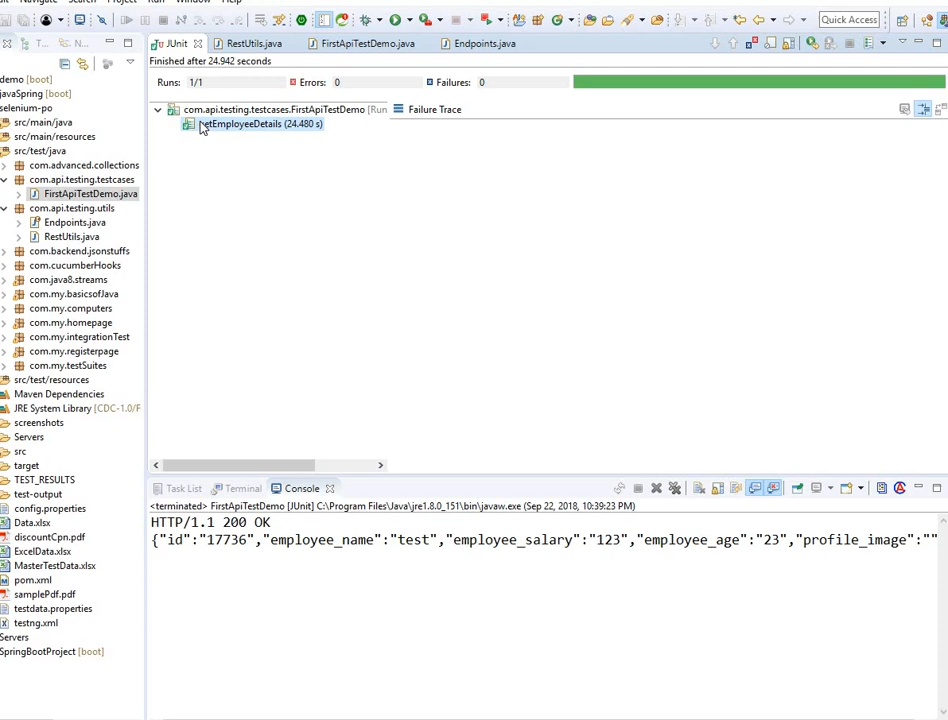 Quick Access
T...
N...
JUnit
RestUtils.java
FirstApiTestDemo.java
Endpoints.java
Finished after 24.942 seconds
Runs: 1/1
Errors: 0
Failures: 0
com.api.testing.testcases.FirstApiTestDemo [Run
etEmployeeDetails (24.480 s)
Failure Trace
demo [boot]
javaSpring [boot]
selenium-po
src/main/java
src/main/resources
src/test/java
com.advanced.collections
com.api.testing.testcases
FirstApiTestDemo.java
com.api.testing.utils
Endpoints.java
RestUtils.java
com.backend.jsonstuffs
com.cucumberHooks
com.java8.streams
com.my.basicsofJava
com.my.computers
com.my.homepage
com.my.integrationTest
com.my.registerpage
com.my.testSuites
src/test/resources
Maven Dependencies
JRE System Library [CDC-1.0/F
screenshots
Servers
src
target
TEST_RESULTS
test-output
config.properties
Data.xlsx
discountCpn.pdf
ExcelData.xlsx
MasterTestData.xlsx
pom.xml
samplePdf.pdf
testdata.properties
testng.xml
Servers
SpringBootProject [boot]
Task List
Terminal
Console
<terminated> FirstApiTestDemo [JUnit] C:\Program Files\Java\jre1.8.0_151\bin\javaw.exe (Sep 22, 2018, 10:39:23 PM)
HTTP/1.1 200 OK
{"id":"17736","employee_name":"test","employee_salary":"123","employee_age":"23","profile_image":""